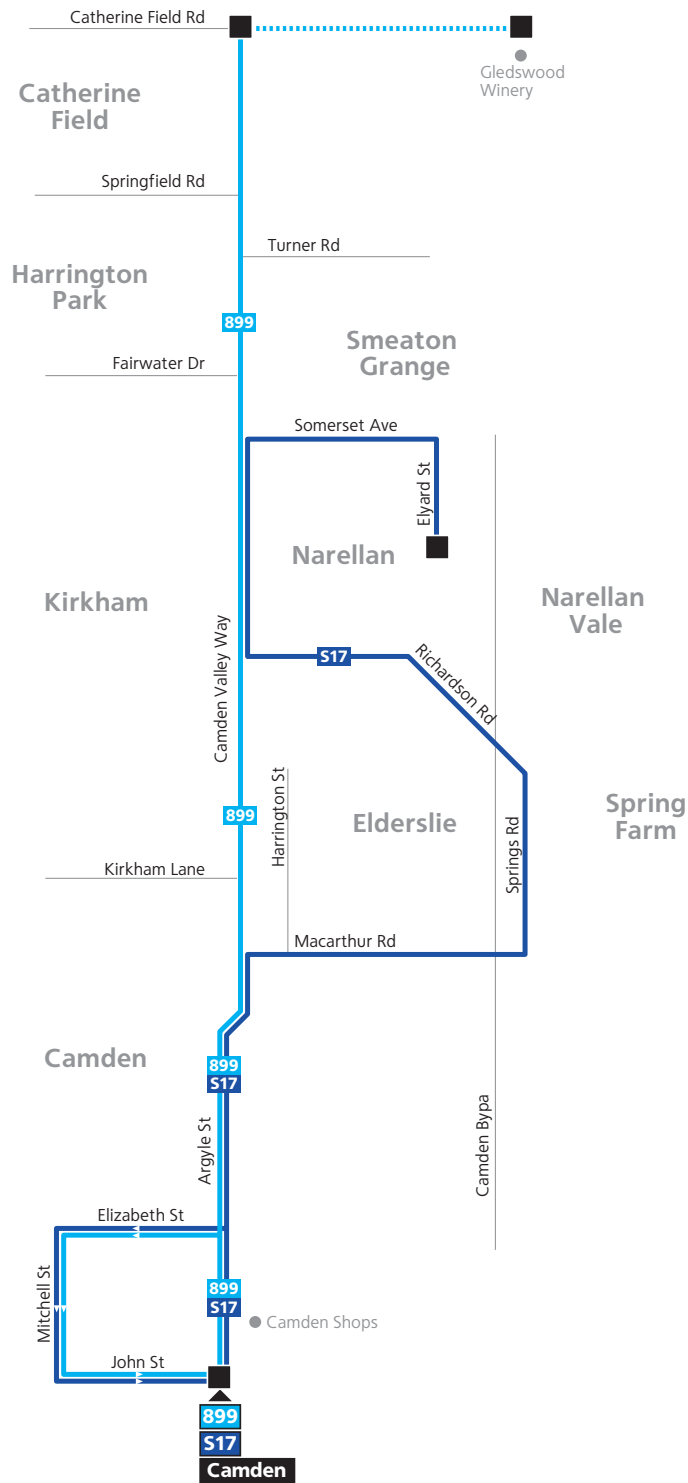 Catherine Field Rd
Gledswood
Winery
Catherine
Field
Springfield Rd
Turner Rd
Harrington
Park
899
Smeaton
Grange
Fairwater Dr
Somerset Ave
Elyard St
Narellan
Kirkham
Narellan
Vale
Camden Valley Way
S17
Richardson Rd
Harrington St
899
Elderslie
Spring
Farm
Springs Rd
Kirkham Lane
Macarthur Rd
Camden
899
S17
Argyle St
Camden Bypa
Elizabeth St
Mitchell St
899
S17
Camden Shops
John St
899
S17
Camden